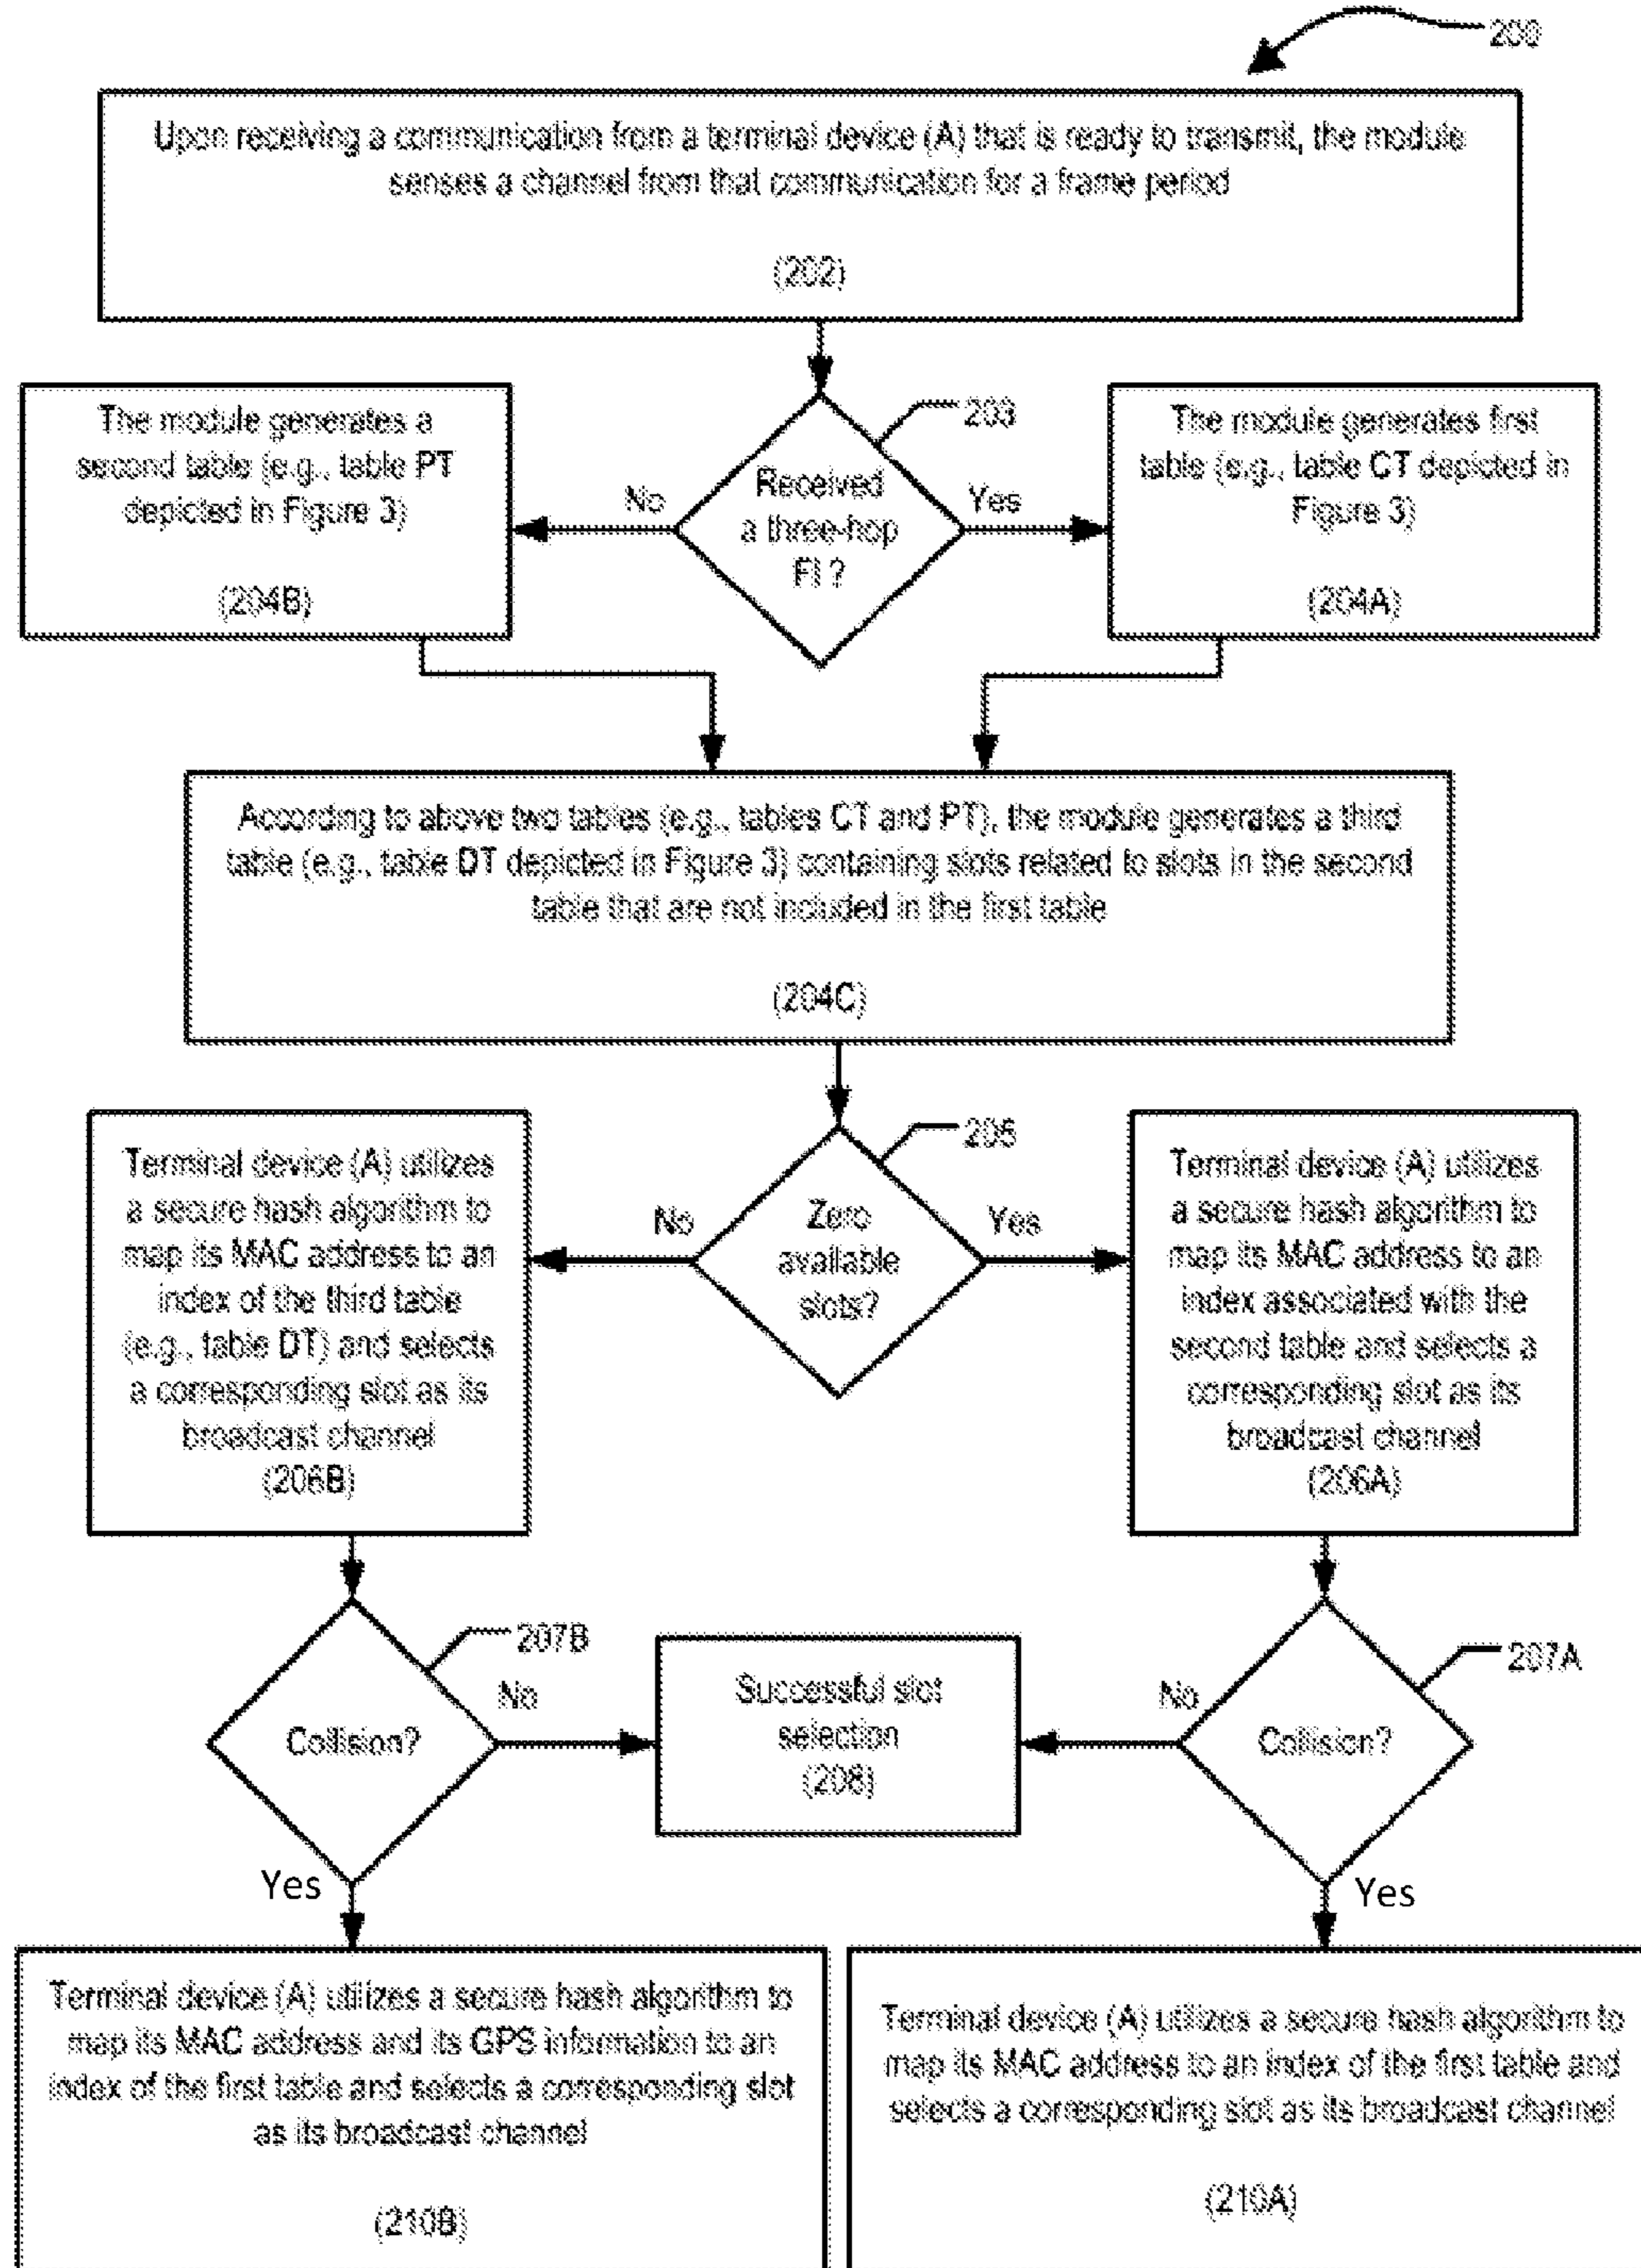 200
Upon receiving a communication from a terminal device (A) that is ready to transmit, the module
senses a channel from that communication for a frame period
(202)
The module generates a
second table (e.g., table PT
depicted in Figure 3)
(204B)
No
203
Received
a three-hop
FI ?
Yes
The module generates first
table (e.g., table CT depicted in
Figure 3)
(204A)
According to above two tables (e.g., tables CT and PT), the module generates a third
table (e.g., table DT depicted in Figure 3) containing slots related to slots in the second
table that are not included in the first table
(204C)
Terminal device (A) utilizes
a secure hash algorithm to
map its MAC address to an
index of the third table
(e.g., table DT) and selects
a corresponding slot as its
broadcast channel
(206B)
No
205
Zero
available
slots?
Yes
Terminal device (A) utilizes
a secure hash algorithm to
map its MAC address to an
index associated with the
second table and selects a
corresponding slot as its
broadcast channel
(206A)
207B
Collision?
No
Yes
Successful slot
selection
(208)
207A
No
Collision?
Yes
Terminal device (A) utilizes a secure hash algorithm to
map its MAC address and its GPS information to an
index of the first table and selects a corresponding slot
as its broadcast channel
(210B)
Terminal device (A) utilizes a secure hash algorithm to
map its MAC address to an index of the first table and
selects a corresponding slot as its broadcast channel
(210A)